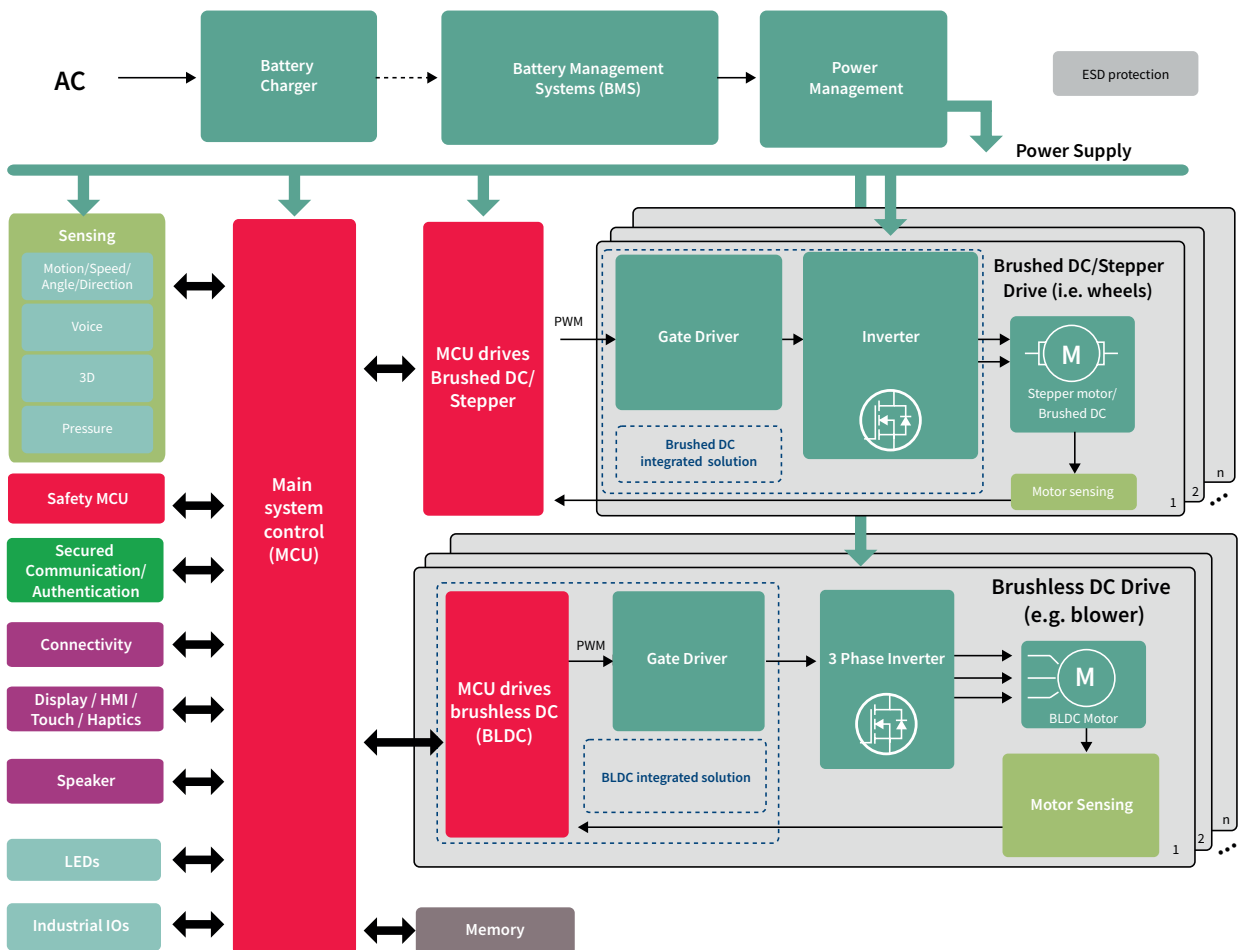 AC
Battery
Charger
Battery Management
Systems (BMS)
Power
Management
ESD protection
Power Supply
Sensing
Motion/Speed/
Angle/Direction
Voice
3D
Pressure
Safety MCU
Secured
Communication/
Authentication
Connectivity
Display / HMI /
Touch / Haptics
Speaker
LEDs
Industrial IOs
Main
system
control
(MCU)
MCU drives
Brushed DC/
Stepper
PWM
Gate Driver
Inverter
Brushed DC
integrated solution
Brushed DC/Stepper
Drive (i.e. wheels)
M
Stepper motor/
Brushed DC
Motor sensing
1
2
n
MCU drives
brushless DC
(BLDC)
PWM
Gate Driver
BLDC integrated solution
3 Phase Inverter
Brushless DC Drive
(e.g. blower)
M
BLDC Motor
Motor Sensing
1
2
n
Memory